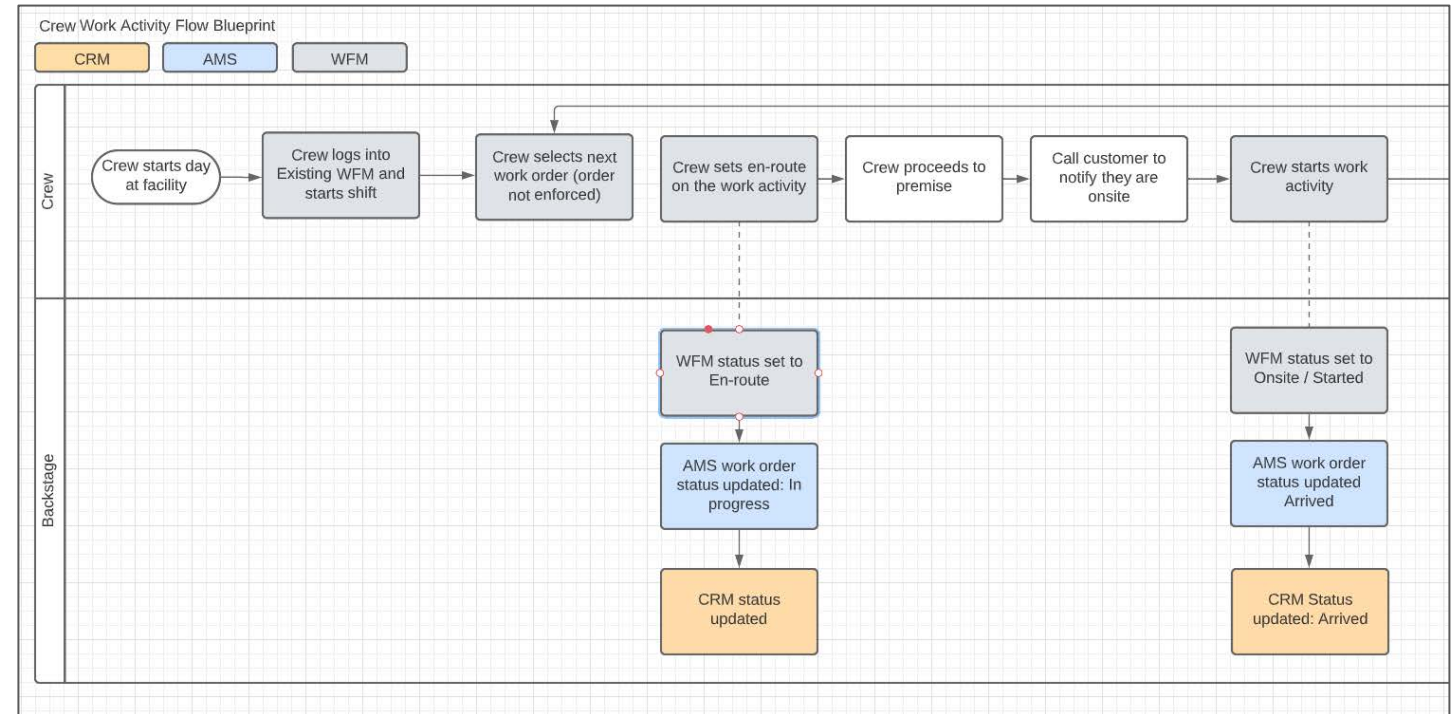 Crew Work Activity Flow Blueprint
CRM
AMS
WFM
Crew
Crew starts day
at facility
Crew logs into
Existing WFM and
starts shift
Crew selects next
work order (order
not enforced)
Crew sets en-route
on the work activity
Crew proceeds to
premise
Call customer to
notify they are
onsite
Crew starts work
activity
Backstage
WFM status set to
En-route
AMS work order
status updated: In
progress
CRM status
updated
WFM status set to
Onsite / Started
AMS work order
status updated
Arrived
CRM Status
updated: Arrived